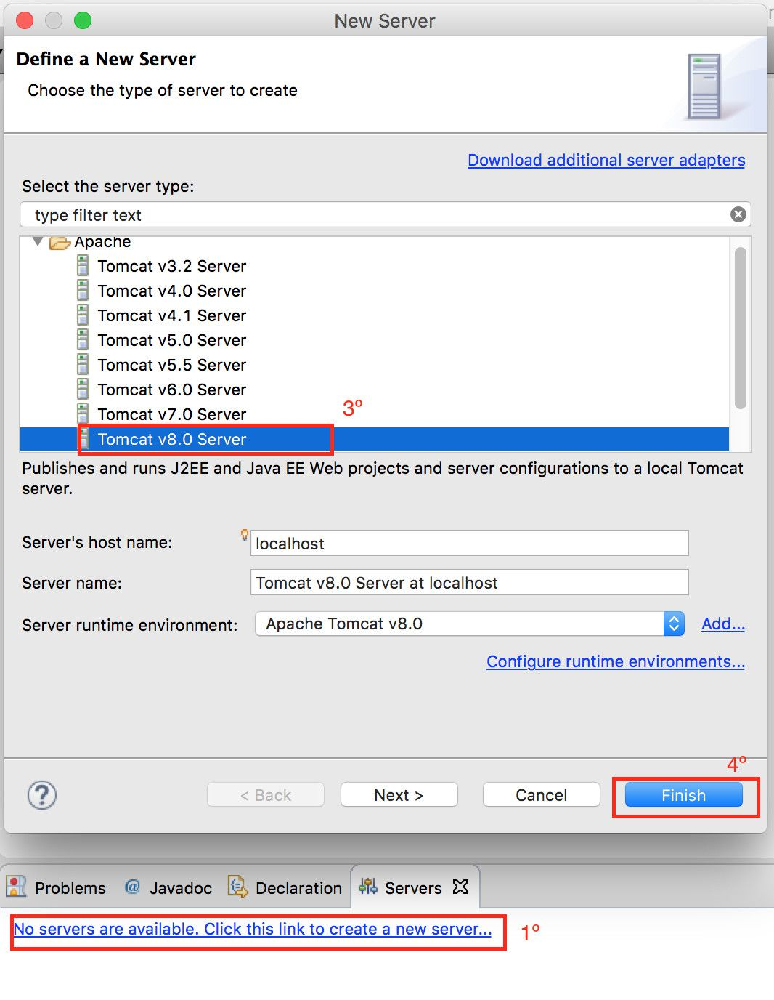 New Server
Define a New Server
Choose the type of server to create
Download additional server adapters
Select the server type:
type filter text
Apache
Tomcat v3.2 Server
Tomcat v4.0 Server
Tomcat v4.1 Server
Tomcat v5.0 Server
Tomcat v5.5 Server
Tomcat v6.0 Server
Tomcat v7.0 Server
3º
Tomcat v8.0 Server
Publishes and runs J2EE and Java EE Web projects and server configurations to a local Tomcat
server.
Server's host name: localhost
Server name: Tomcat v8.0 Server at localhost
Server runtime environment: Apache Tomcat v8.0 Add...
Configure runtime environments...
4º
? < Back Next > Cancel Finish
Problems @ Javadoc Declaration Servers
No servers are available. Click this link to create a new server... 1º